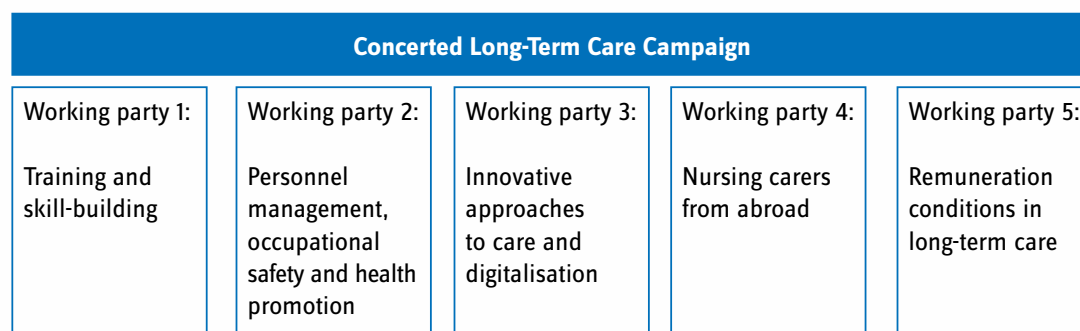 Concerted Long-Term Care Campaign
Working party 1:
Training and
skill-building
Working party 2:
Personnel
management,
occupational
safety and health
promotion
Working party 3:
Innovative
approaches
to care and
digitalisation
Working party 4:
Nursing carers
from abroad
Working party 5:
Remuneration
conditions in
long-term care